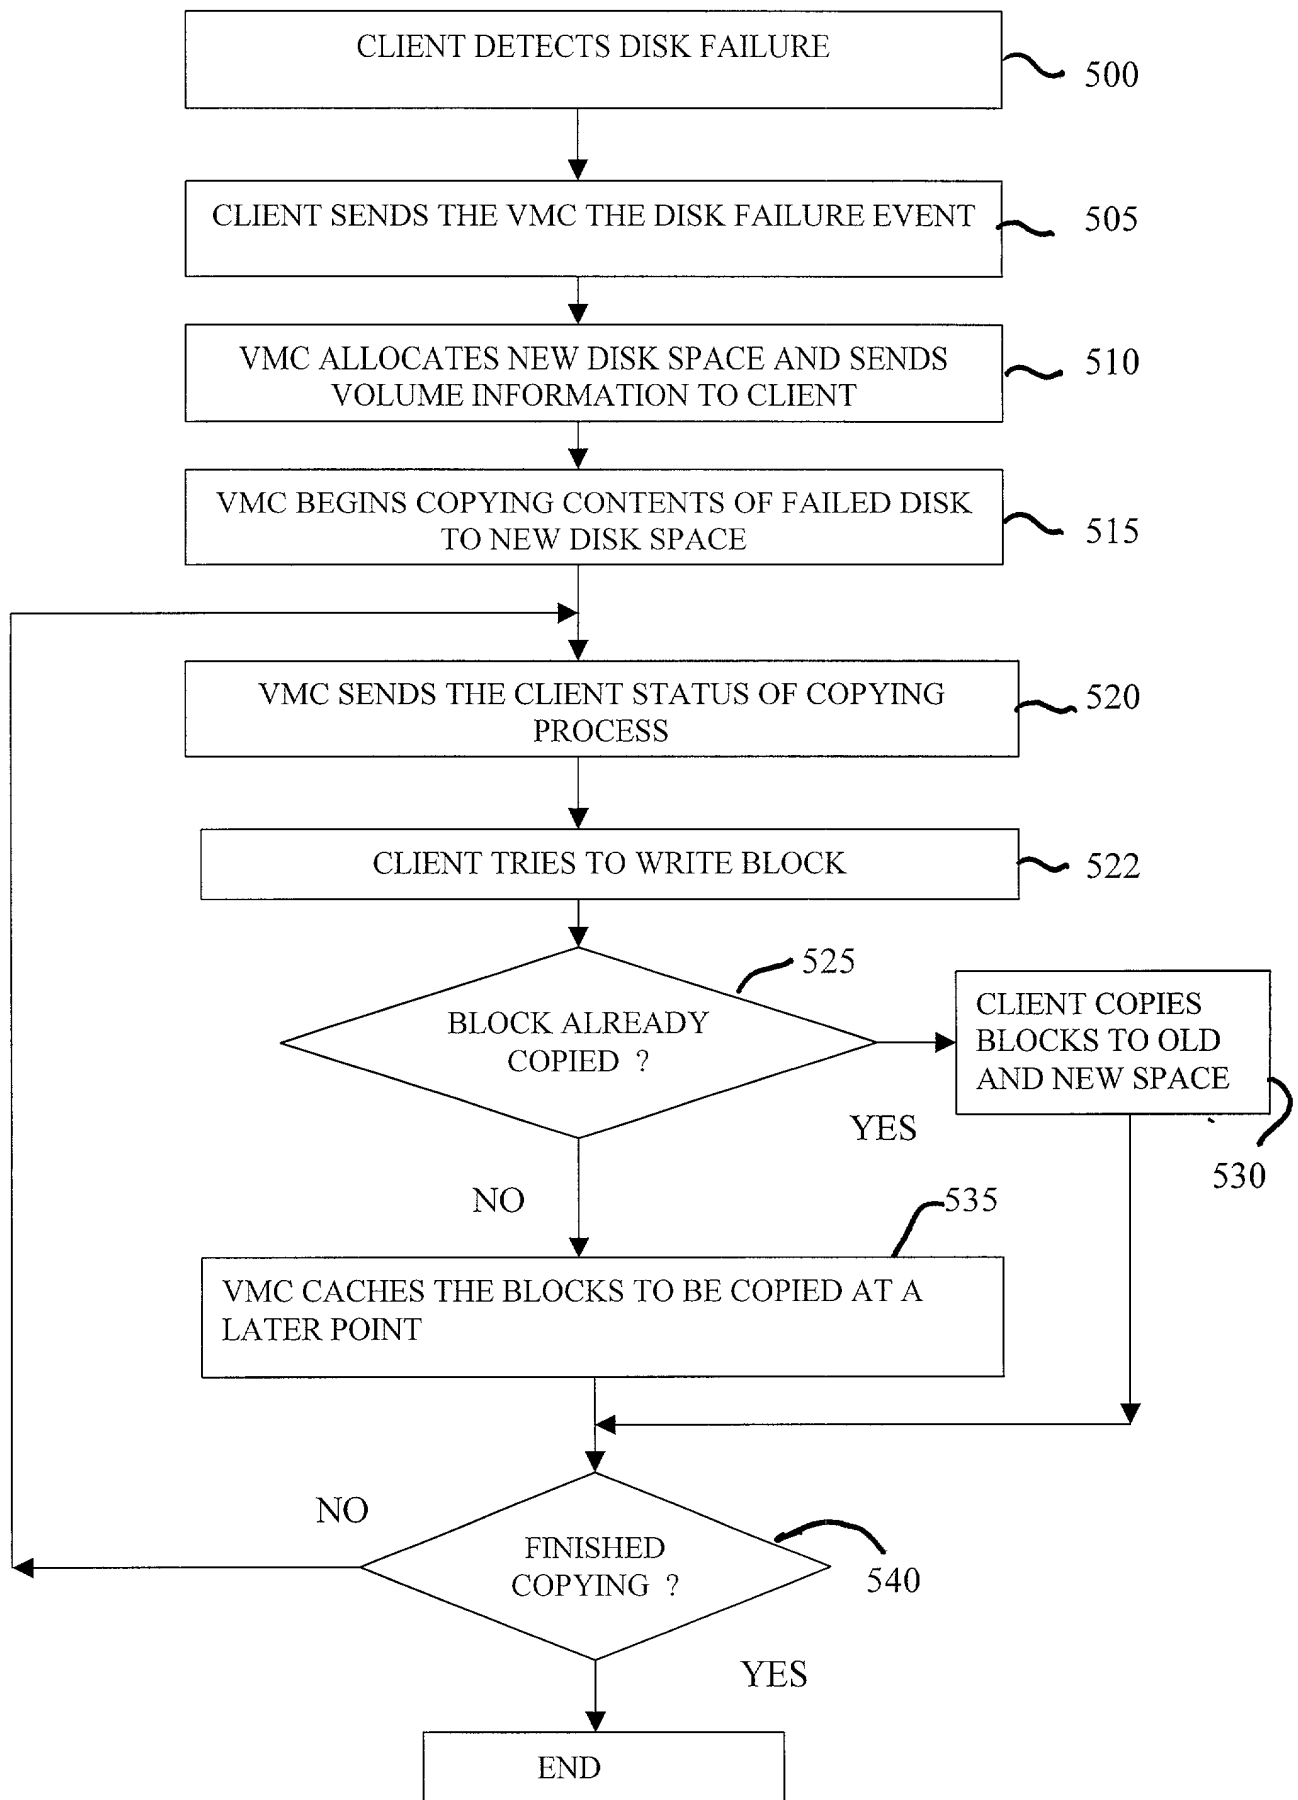 CLIENT DETECTS DISK FAILURE
500
CLIENT SENDS THE VMC THE DISK FAILURE EVENT
505
VMC ALLOCATES NEW DISK SPACE AND SENDS
VOLUME INFORMATION TO CLIENT
510
VMC BEGINS COPYING CONTENTS OF FAILED DISK
TO NEW DISK SPACE
515
VMC SENDS THE CLIENT STATUS OF COPYING
PROCESS
520
CLIENT TRIES TO WRITE BLOCK
522
525
BLOCK ALREADY
COPIED ?
CLIENT COPIES
BLOCKS TO OLD
AND NEW SPACE
YES
530
NO
535
VMC CACHES THE BLOCKS TO BE COPIED AT A
LATER POINT
NO
FINISHED
COPYING ?
540
YES
END